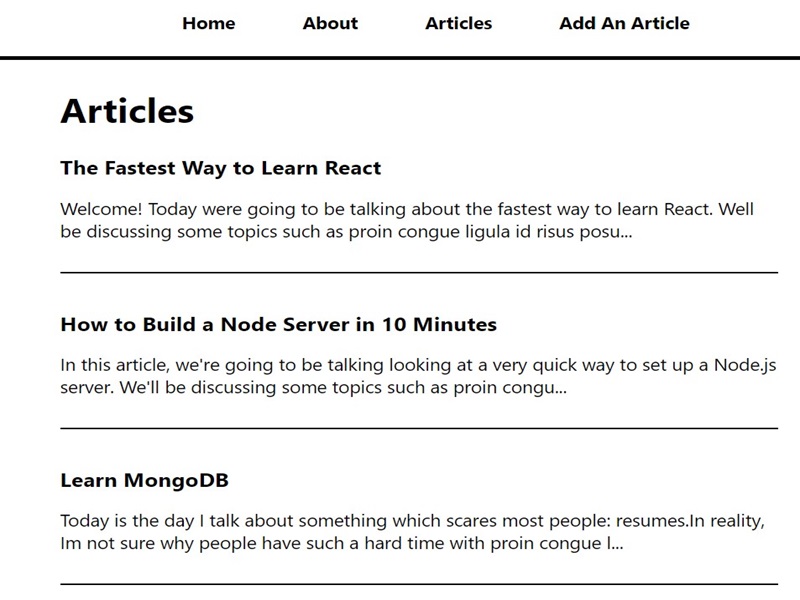 Home About Articles Add An Article
Articles
The Fastest Way to Learn React
Welcome! Today were going to be talking about the fastest way to learn React. Well
be discussing some topics such as proin congue ligula id risus posu...
How to Build a Node Server in 10 Minutes
In this article, we're going to be talking looking at a very quick way to set up a Node.js
server. We'll be discussing some topics such as proin congu...
Learn MongoDB
Today is the day I talk about something which scares most people: resumes.In reality,
Im not sure why people have such a hard time with proin congue l...